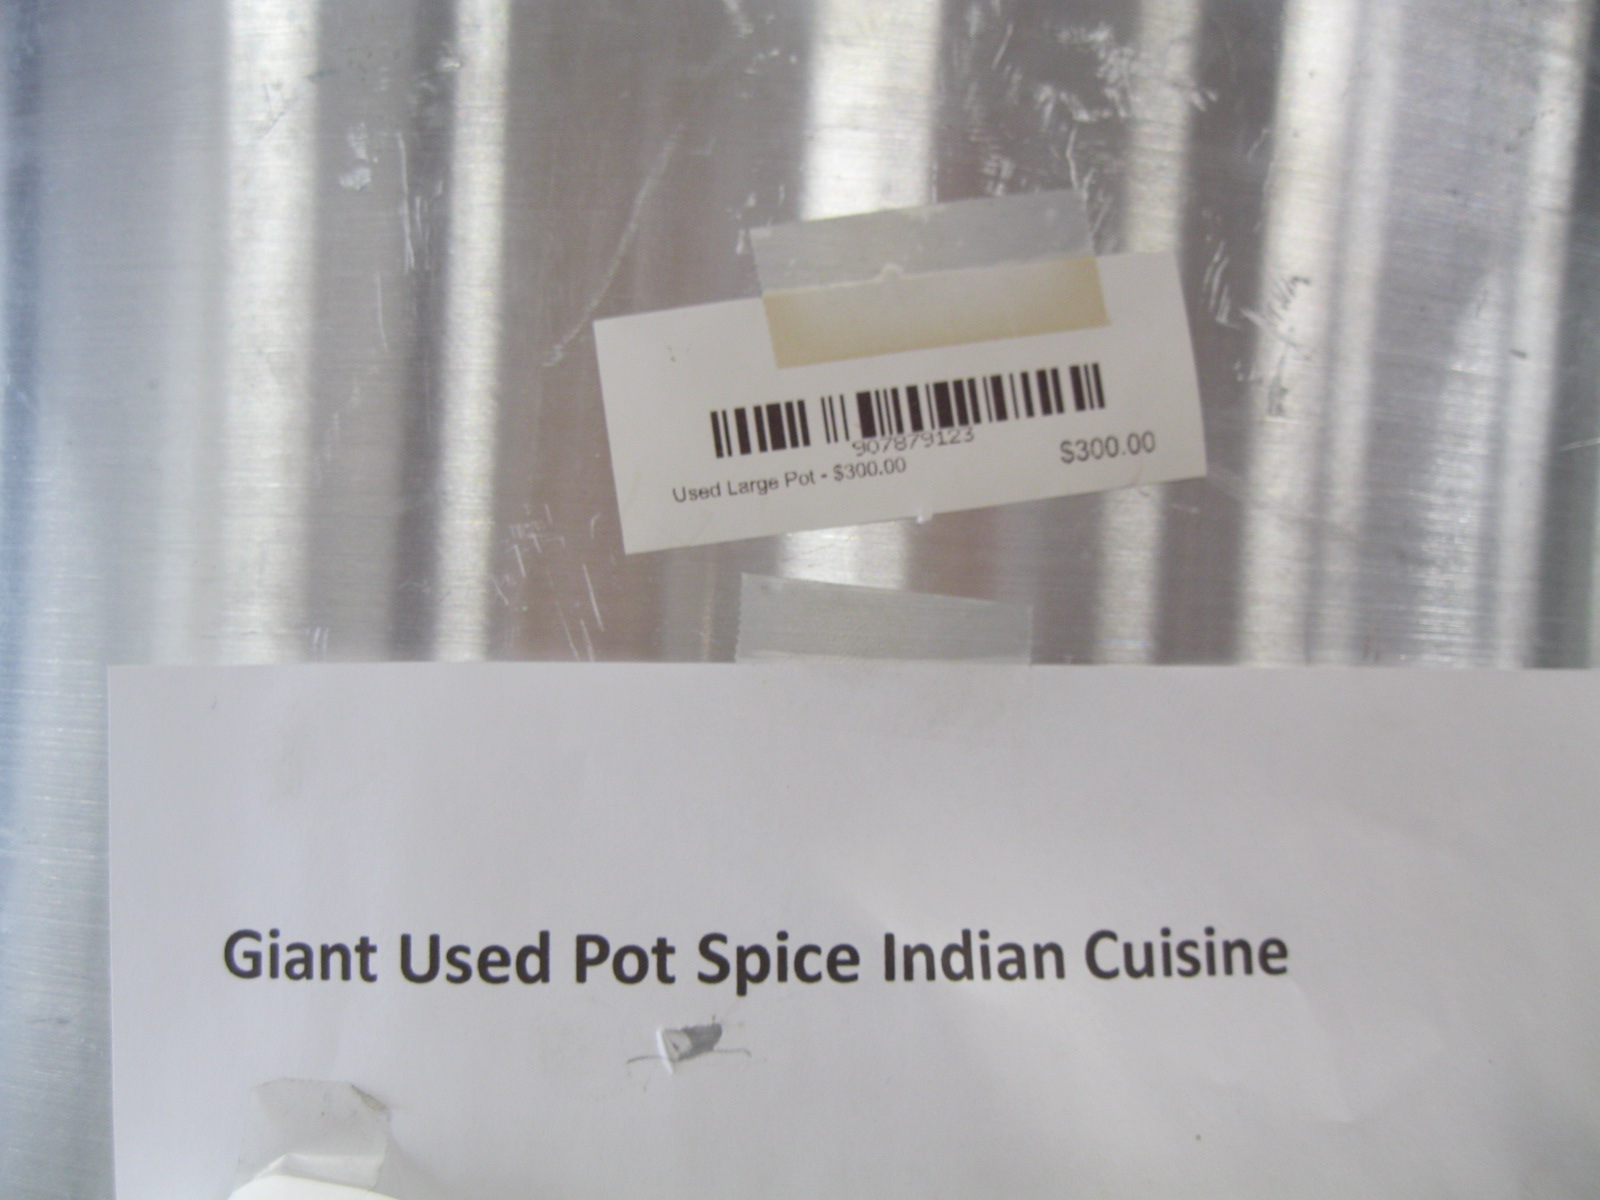 907879123
Used Large Pot - $300.00
$300.00
Giant Used Pot Spice Indian Cuisine